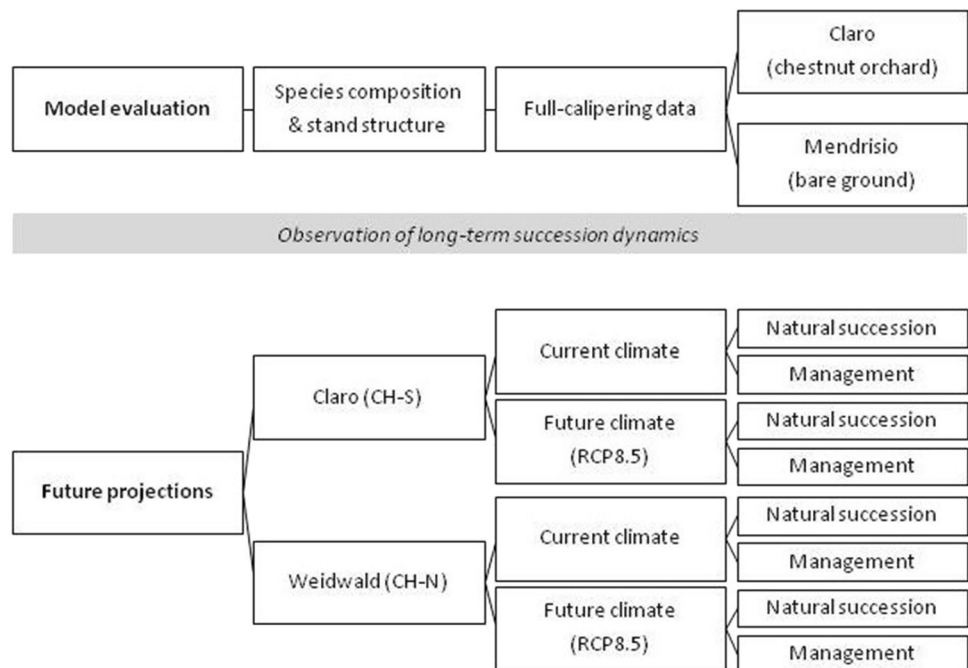 Model evaluation
Species composition
& stand structure
Full-calipering data
Claro
(chestnut orchard)
Mendrisio
(bare ground)
Observation of long-term succession dynamics
Future projections
Claro (CH-S)
Current climate
Natural succession
Management
Future climate
(RCP8.5)
Natural succession
Management
Weidwald (CH-N)
Current climate
Natural succession
Management
Future climate
(RCP8.5)
Natural succession
Management